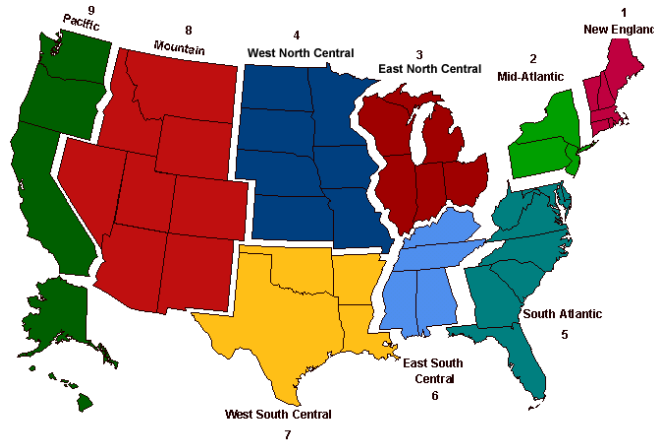 9
Pacific
8
Mountain
4
West North Central
3
East North Central
2
Mid-Atlantic
1
New England
South Atlantic
5
East South
Central
6
West South Central
7